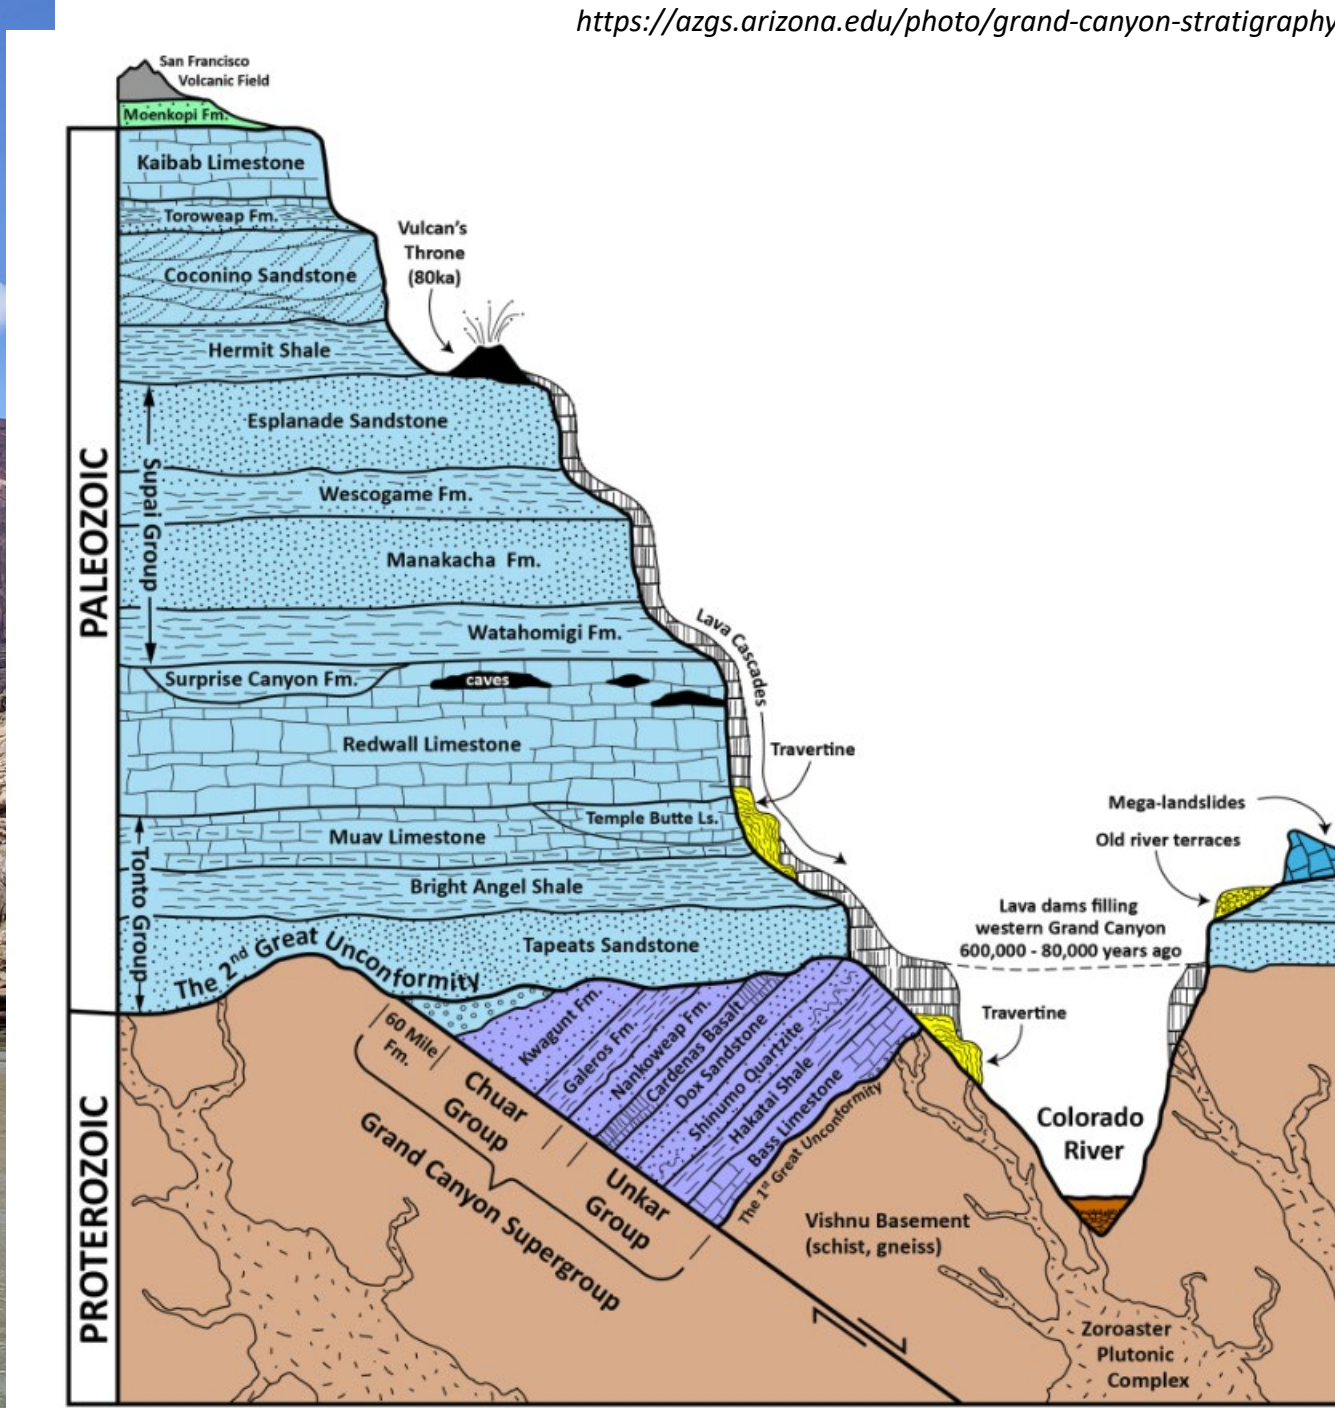 https://azgs.arizona.edu/photo/grand-canyon-stratigraphy
San Francisco
Volcanic Field
Moenkopi Fm.
Kaibab Limestone
Toroweap Fm.
Coconino Sandstone
Vulcan's
Throne
(80ka)
Hermit Shale
Esplanade Sandstone
Supai Group
Wescogame Fm.
Manakacha Fm.
Watahomigi Fm.
PALEOZOIC
Lava Cascades
Surprise Canyon Fm.
caves
Redwall Limestone
Travertine
Temple Butte Ls.
Muav Limestone
Mega-landslides
Old river terraces
Tonto Group
Bright Angel Shale
Lava dams filling
western Grand Canyon
600,000 - 80,000 years ago
Tapeats Sandstone
The 2nd Great Unconformity
Travertine
60 Mile
Fm.
Kwagunt Fm.
Galeros Fm.
Nankoweap Fm.
Cardenas Basalt
Dox Sandstone
Shinumo Quartzite
Hakatai Shale
Bass Limestone
The 1st Great Unconformity
Chuar
Group
Unkar
Group
Grand Canyon Supergroup
PROTEROZOIC
Colorado
River
Vishnu Basement
(schist, gneiss)
Zoroaster
Plutonic
Complex